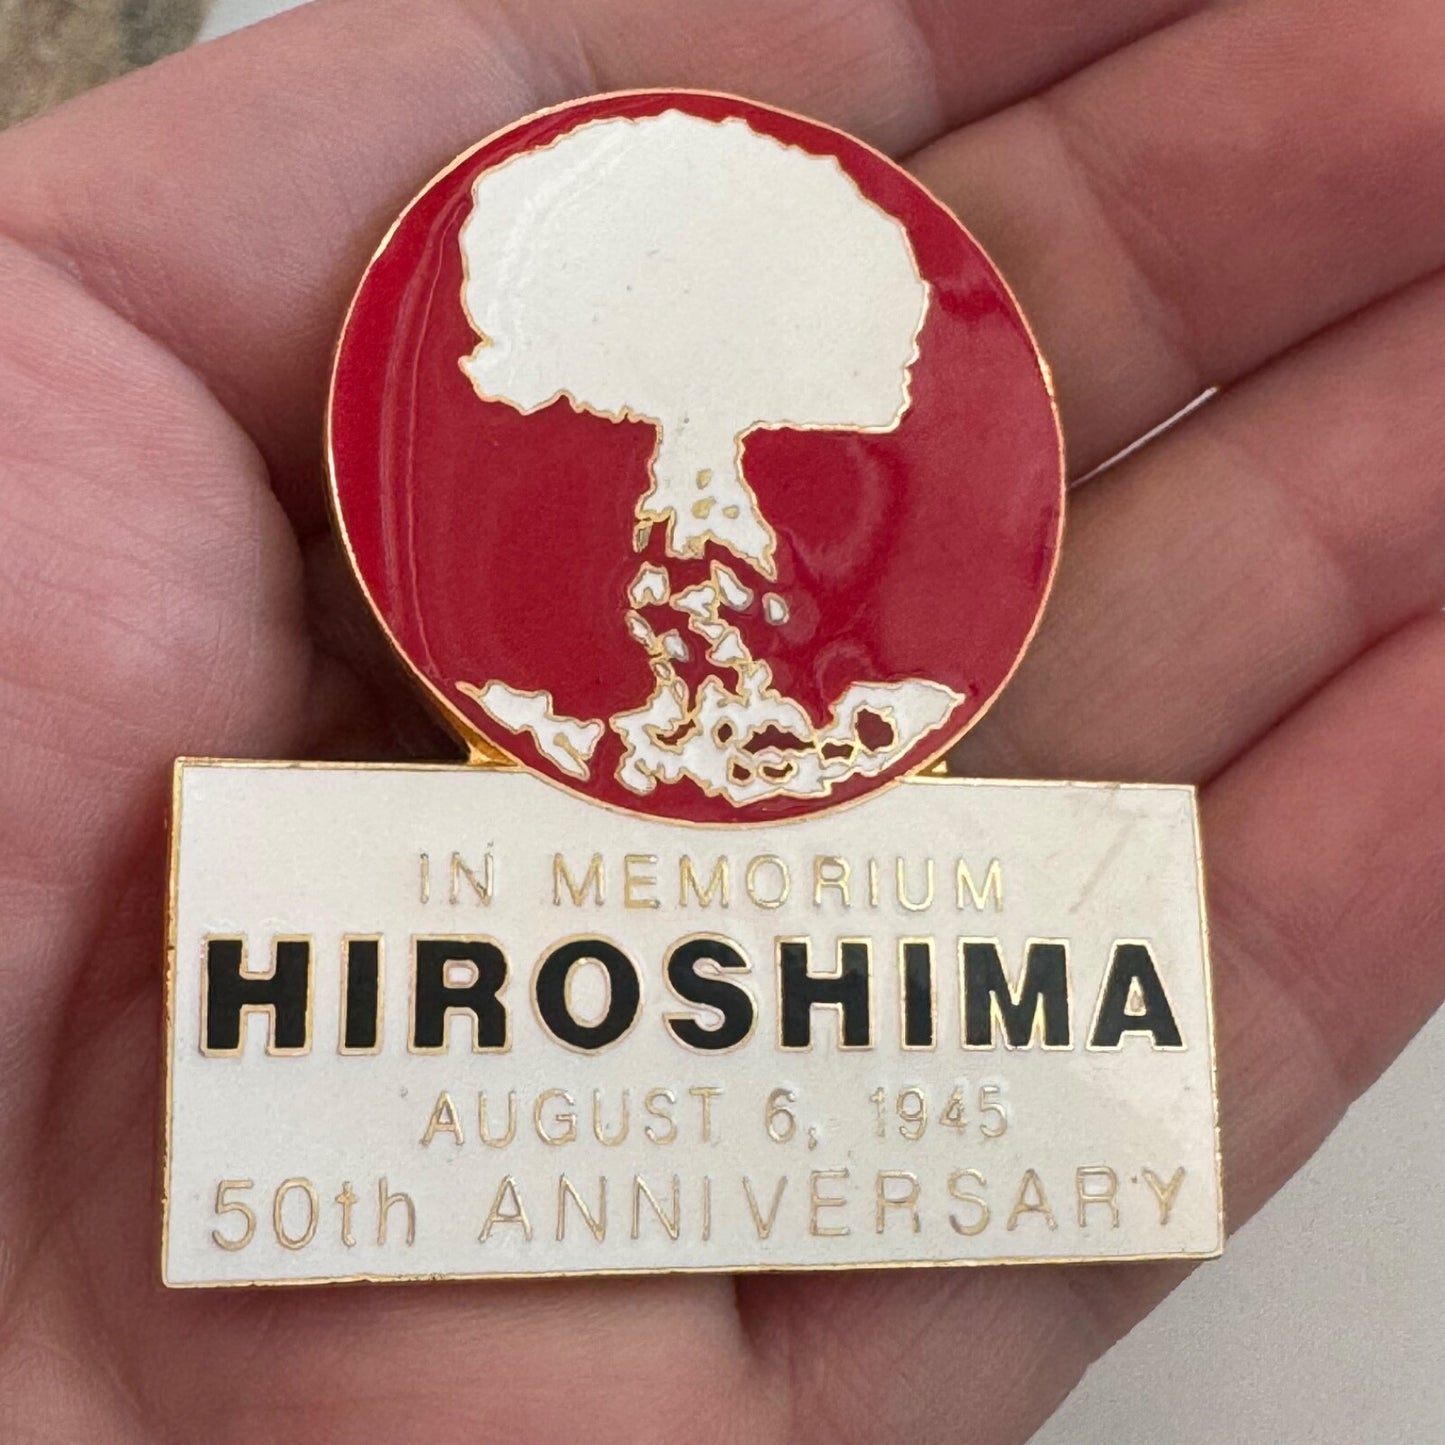 IN MEMORIUM
HIROSHIMA
AUGUST 6, 1945
50th ANNIVERSARY